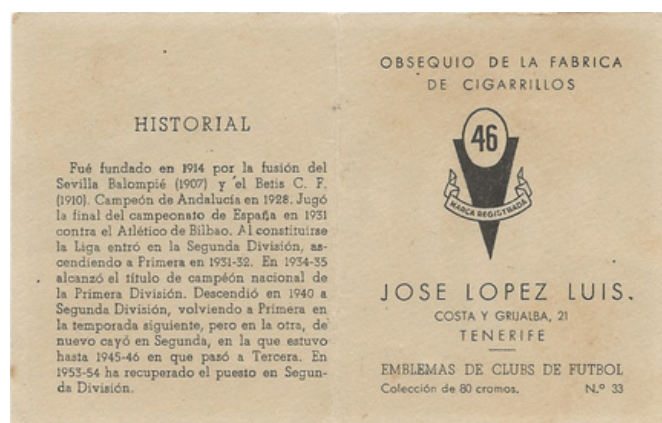 HISTORIAL
Fué fundado en 1914 por la fusión del
Sevilla Balompié (1907) y el Betis C. F.
(1910). Campeón de Andalucía en 1928. Jugó
la final del campeonato de España en 1931
contra el Atlético de Bilbao. Al constituirse
la Liga entró en la Segunda División, as-
cendiendo a Primera en 1931-32. En 1934-35
alcanzó el título de campéón nacional de
la Primera División. Descendió en 1940 a
Segunda División, volviendo a Primera en
la temporada siguiente, pero en la otra, de
nuevo cayó en Segunda, en la que estuvo
hasta 1945-46 en que pasó a Tercera. En
1953-54 ha recuperado el puesto en Segun-
da División.
OBSEQUIO DE LA FABRICA
DE CIGARRILLOS
46
MARCA REGISTRADA
JOSE LOPEZ LUIS.
COSTA Y GRIJALBA, 21
TENERIFE
EMBLEMAS DE CLUBS DE FUTBOL
Colección de 80 cromos. N.º 33